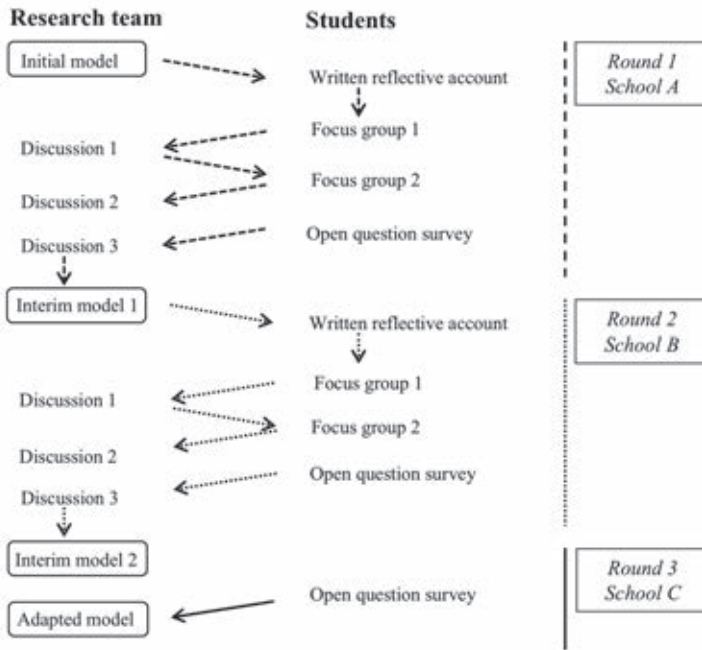 Research team
Students
Initial model
Written reflective account
Round 1
School A
Focus group 1
Discussion 1
Focus group 2
Discussion 2
Open question survey
Discussion 3
Interim model 1
Written reflective account
Round 2
School B
Focus group 1
Discussion 1
Focus group 2
Discussion 2
Open question survey
Discussion 3
Interim model 2
Open question survey
Round 3
School C
Adapted model